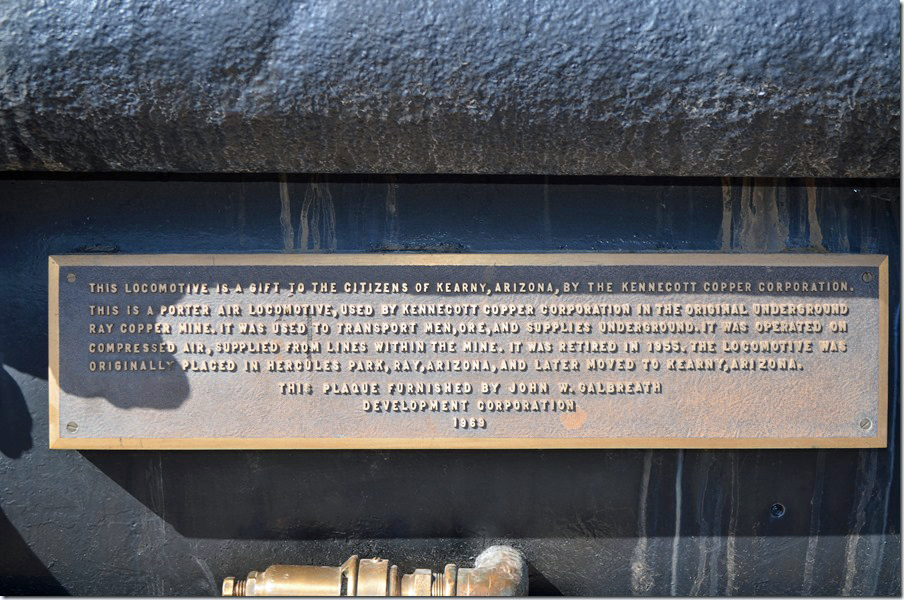 THIS LOCOMOTIVE IS A GIFT TO THE CITIZENS OF KEARNY, ARIZONA, BY THE KENNECOTT COPPER CORPORATION.
THIS IS A PORTER AIR LOCOMOTIVE, USED BY KENNECOTT COPPER CORPORATION IN THE ORIGINAL UNDERGROUND
RAY COPPER MINE. IT WAS USED TO TRANSPORT MEN, ORE, AND SUPPLIES UNDERGROUND. IT WAS OPERATED ON
COMPRESSED AIR, SUPPLIED FROM LINES WITHIN THE MINE. IT WAS RETIRED IN 1955. THE LOCOMOTIVE WAS
ORIGINALLY PLACED IN HERCULES PARK, RAY, ARIZONA, AND LATER MOVED TO KEARNY, ARIZONA.
THIS PLAQUE FURNISHED BY JOHN W. GALBREATH
DEVELOPMENT CORPORATION
1969